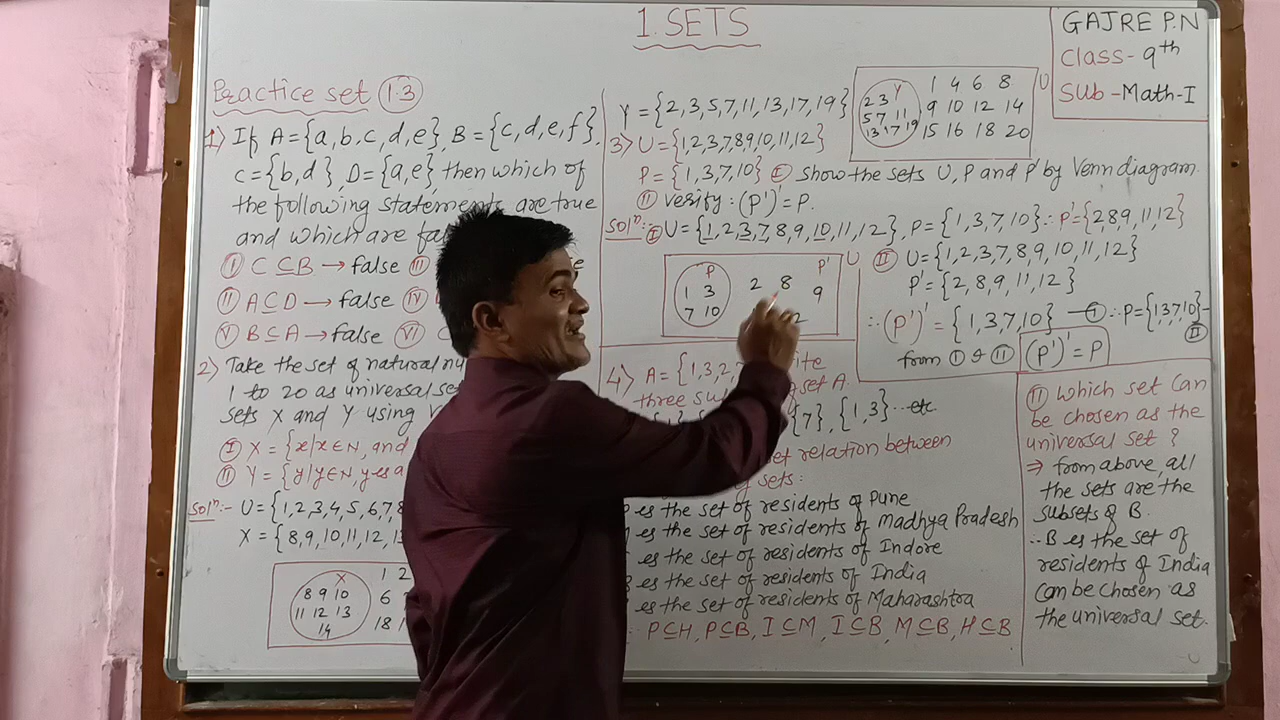 1. SETS
GAJRE P.N
Class - 9th
Sub - Math-I
Practice set 1.3
1) If A={a,b,c,d,e}, B={c,d,e,f},
C={b,d}, D={a,e} then which of
the following statements are true
and which are
I C⊆B → false III
II A⊆D → false IV
V B⊆A → false VI
2) Take the set of natural
1 to 20 as universal
sets X and Y using
I X = {x/x∈N, and
II Y = {y/y∈N, y es a
Solⁿ:- U={1,2,3,4,5,6,7,8
X = {8,9,10,11,12,
X
8 9 10
11 12 13
14
1 2
6
18
Y={2,3,5,7,11,13,17,19}
Y
2 3
5 7 11
13 17 19
1 4 6 8
9 10 12 14
15 16 18 20
U
3) U={1,2,3,7,8,9,10,11,12}
P={1,3,7,10} I Show the sets U, P and P' by Venn diagram.
II Verify: (P')'=P.
Solⁿ:- I U={1,2,3,7,8,9,10,11,12}, P={1,3,7,10} ∴ P'={2,8,9,11,12}
P
1 3
7 10
P'
2 8 9
2
U
II U={1,2,3,7,8,9,10,11,12}
P'={2,8,9,11,12}
∴ (P')'={1,3,7,10} —I ∴ P={1,3,7,10}-II
from I & II (P')'=P
4) A={1,3,2,
three
set A.
{7}, {1,3} ...etc
relation between
sets:
es the set of residents of Pune
es the set of residents of Madhya Pradesh
es the set of residents of Indore
es the set of residents of India
es the set of residents of Maharashtra
P⊆H, P⊆B, I⊆M, I⊆B, M⊆B, H⊆B
II Which set can
be chosen as the
universal set ?
⇒ from above, all
the sets are the
subsets of B.
∴ B es the set of
residents of India
can be chosen as
the universal set.